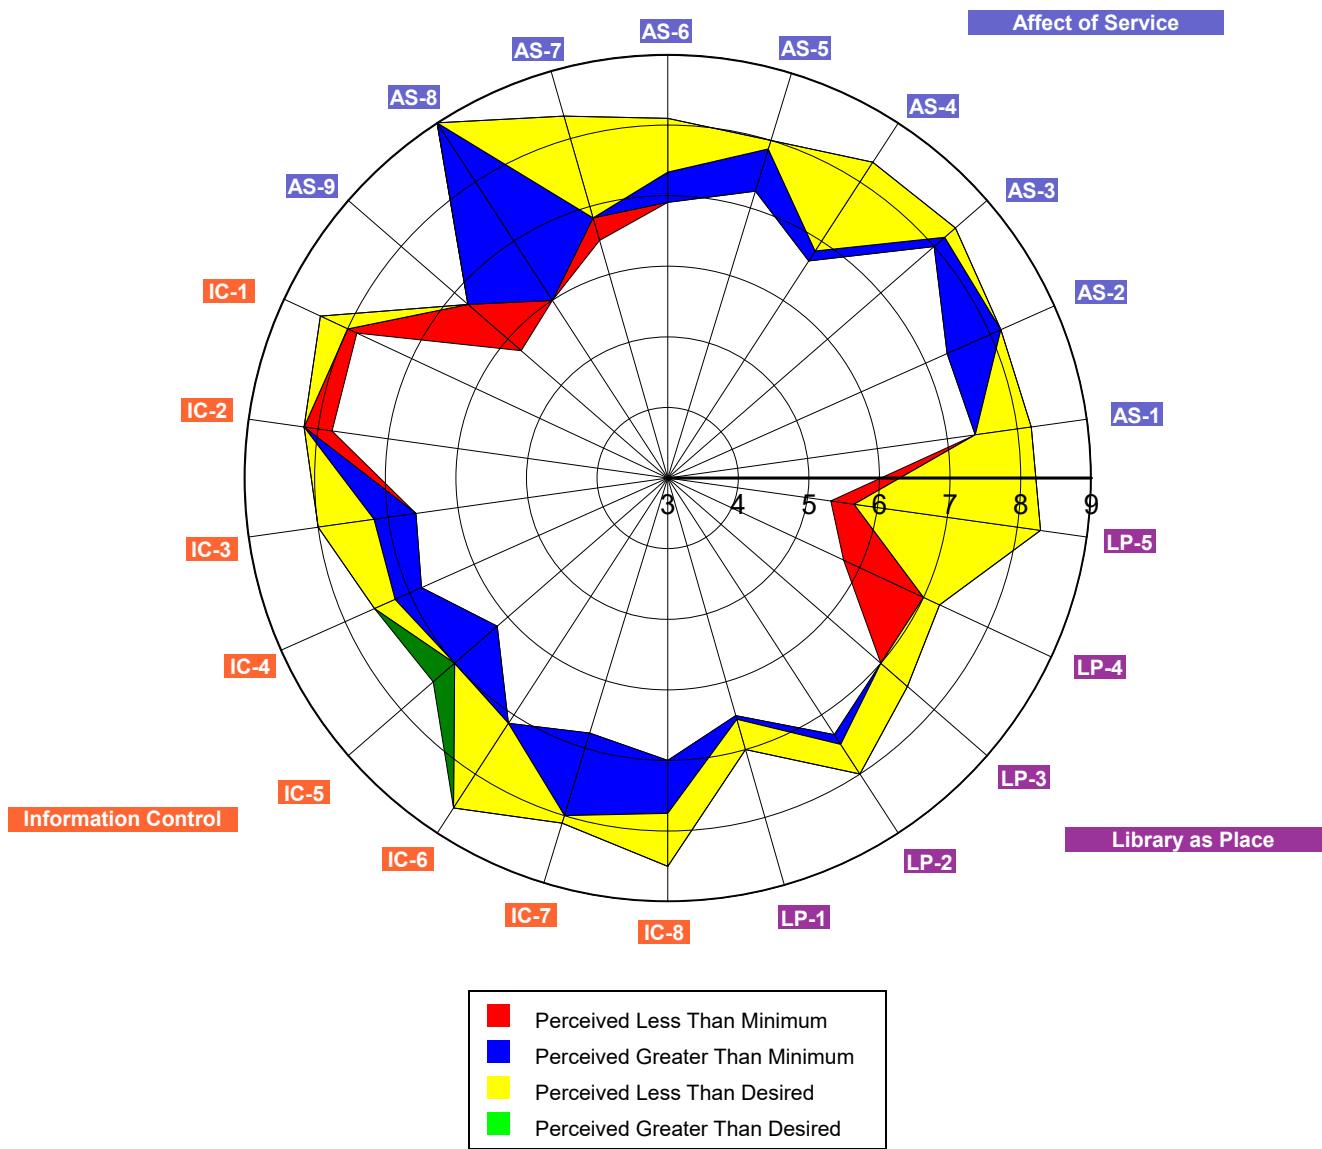 Affect of Service
AS-6
AS-7
AS-5
AS-8
AS-4
AS-9
AS-3
IC-1
AS-2
IC-2
AS-1
3
4
5
6
7
8
9
IC-3
LP-5
IC-4
LP-4
IC-5
LP-3
Information Control
Library as Place
IC-6
LP-2
IC-7
LP-1
IC-8
Perceived Less Than Minimum
Perceived Greater Than Minimum
Perceived Less Than Desired
Perceived Greater Than Desired